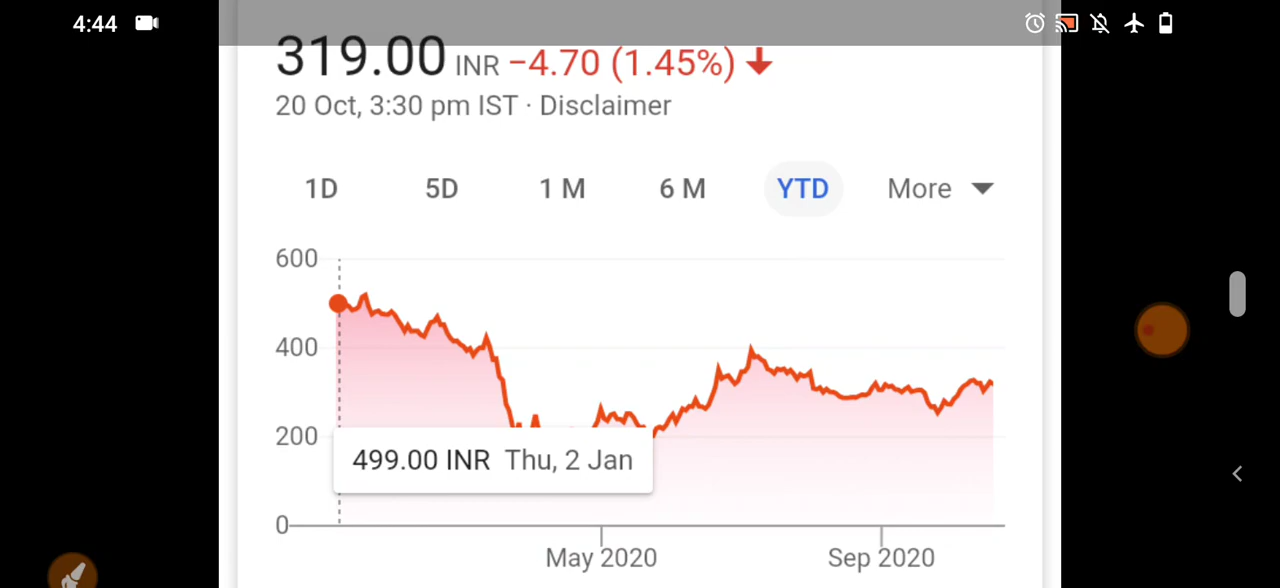 4:44
319.00 INR −4.70 (1.45%)
20 Oct, 3:30 pm IST · Disclaimer
1D 5D 1 M 6 M YTD More
600
400
200
499.00 INR Thu, 2 Jan
0
May 2020 Sep 2020